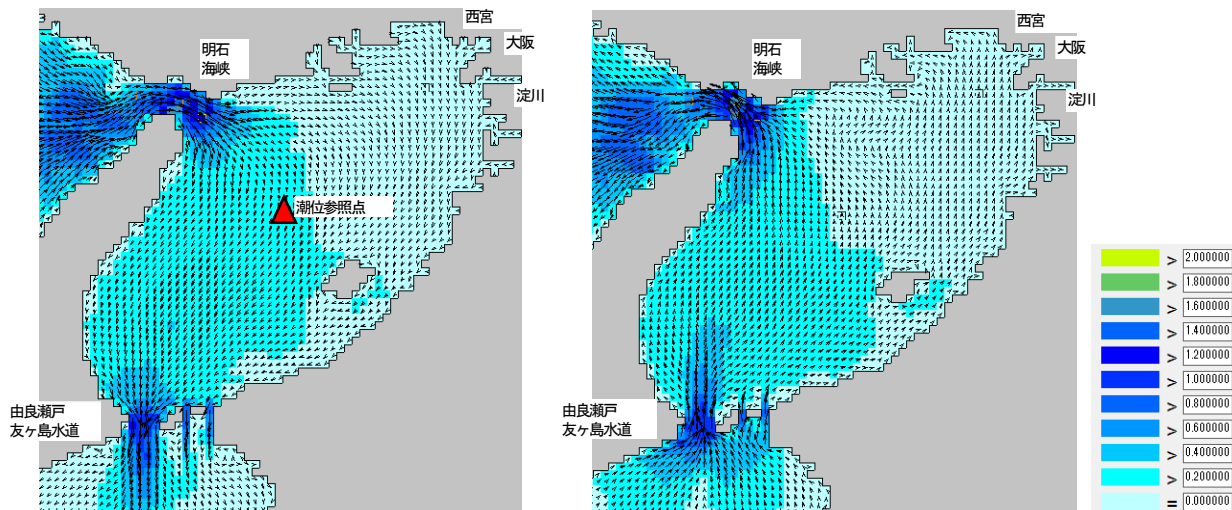 西宮
大阪
明石
海峡
淀川
潮位参照点
由良瀬戸
友ヶ島水道
西宮
大阪
明石
海峡
淀川
由良瀬戸
友ヶ島水道
> 2.000000
> 1.800000
> 1.600000
> 1.400000
> 1.200000
> 1.000000
> 0.800000
> 0.600000
> 0.400000
> 0.200000
= 0.000000